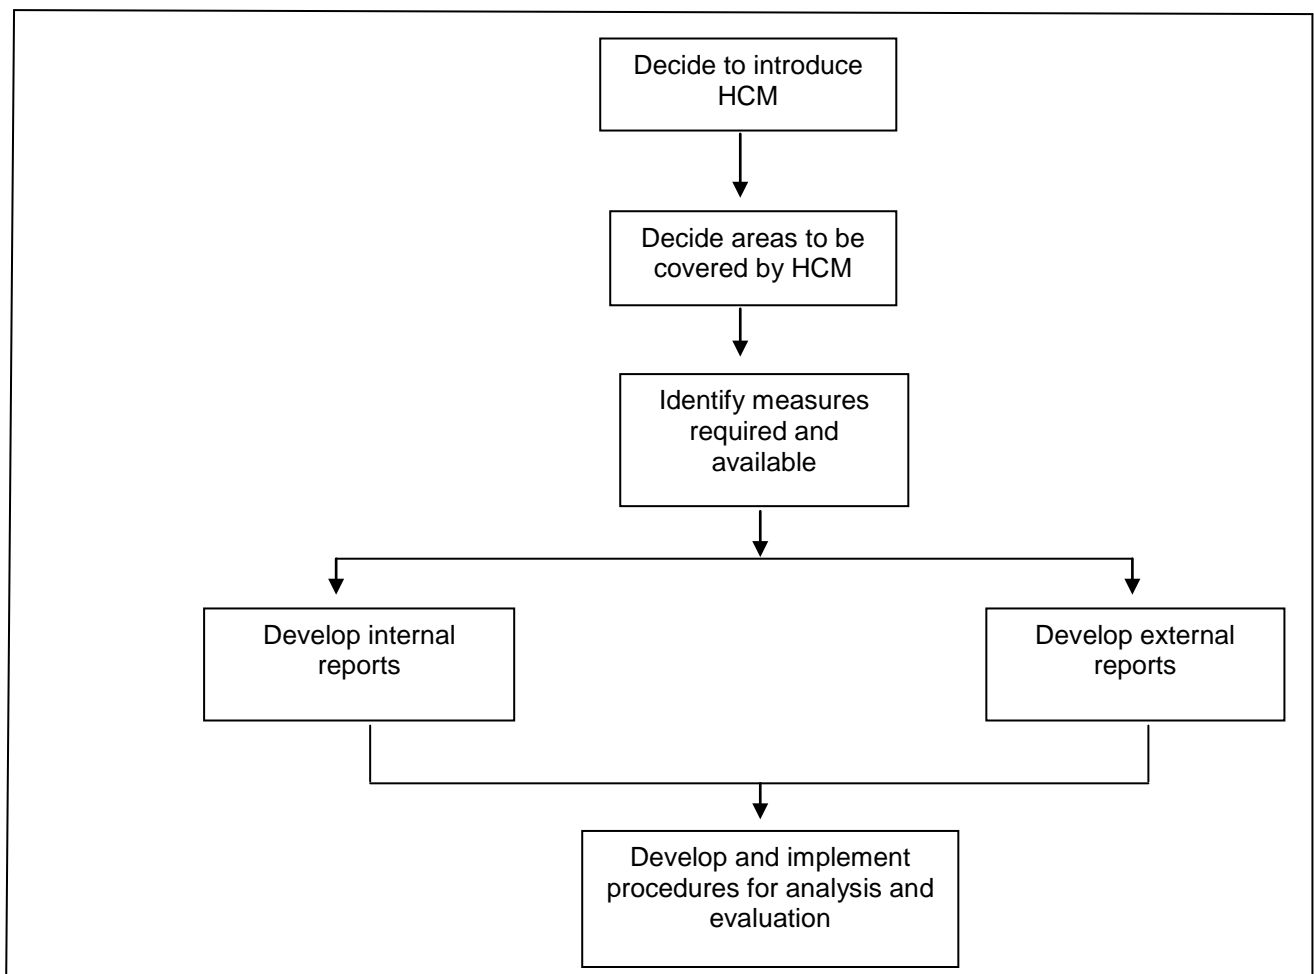 Decide to introduce
HCM
Decide areas to be
covered by HCM
Identify measures
required and
available
Develop internal
reports
Develop external
reports
Develop and implement
procedures for analysis and
evaluation